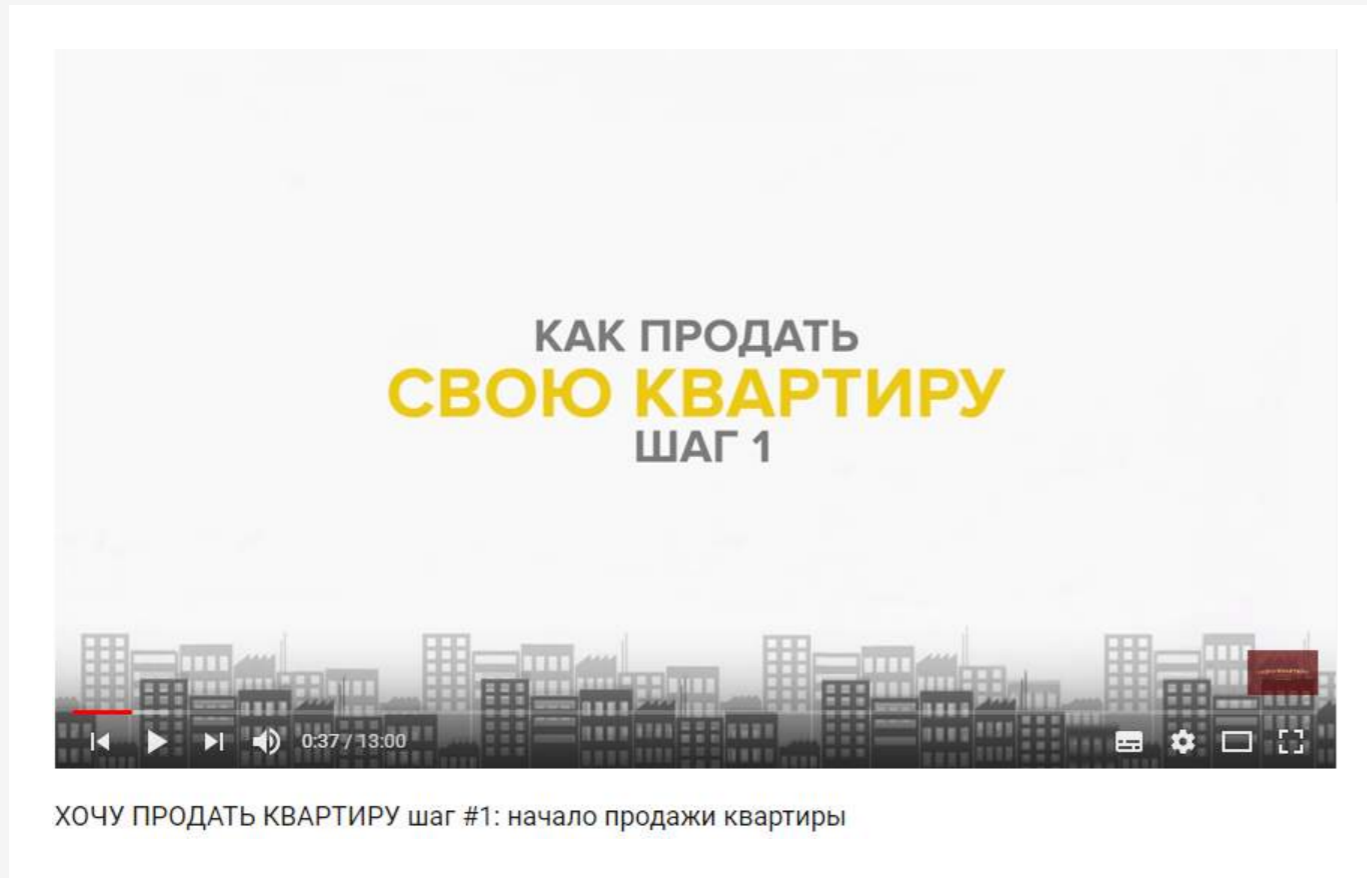 КАК ПРОДАТЬ
СВОЮ КВАРТИРУ
ШАГ 1
0:37 / 13:00
ХОЧУ ПРОДАТЬ КВАРТИРУ шаг #1: начало продажи квартиры